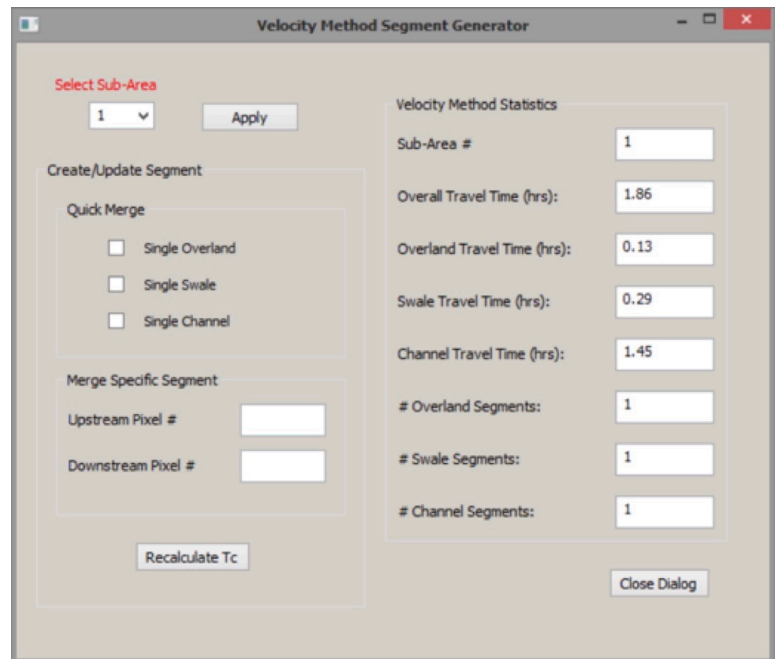 Velocity Method Segment Generator
Select Sub-Area
1
Apply
Create/Update Segment
Quick Merge
Single Overland
Single Swale
Single Channel
Merge Specific Segment
Upstream Pixel #
Downstream Pixel #
Recalculate Tc
Velocity Method Statistics
Sub-Area # 1
Overall Travel Time (hrs): 1.86
Overland Travel Time (hrs): 0.13
Swale Travel Time (hrs): 0.29
Channel Travel Time (hrs): 1.45
# Overland Segments: 1
# Swale Segments: 1
# Channel Segments: 1
Close Dialog